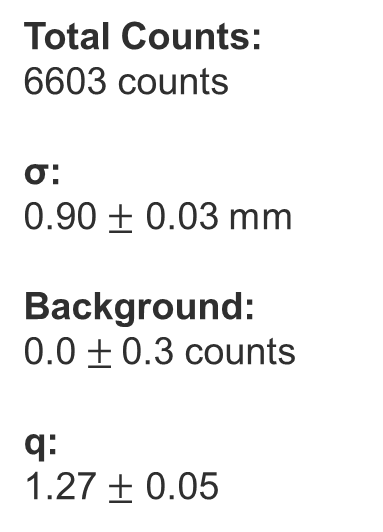 Total Counts:
6603 counts
σ:
0.90 ± 0.03 mm
Background:
0.0 ± 0.3 counts
q:
1.27 ± 0.05